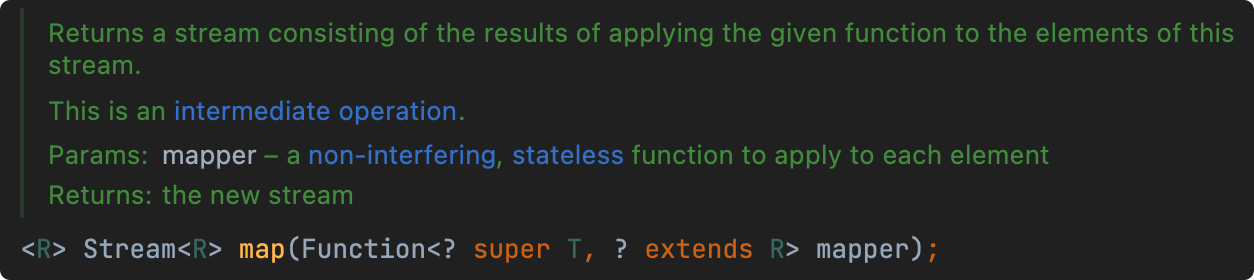 Returns a stream consisting of the results of applying the given function to the elements of this
stream.
This is an intermediate operation.
Params: mapper – a non-interfering, stateless function to apply to each element
Returns: the new stream
<R> Stream<R> map(Function<? super T, ? extends R> mapper);